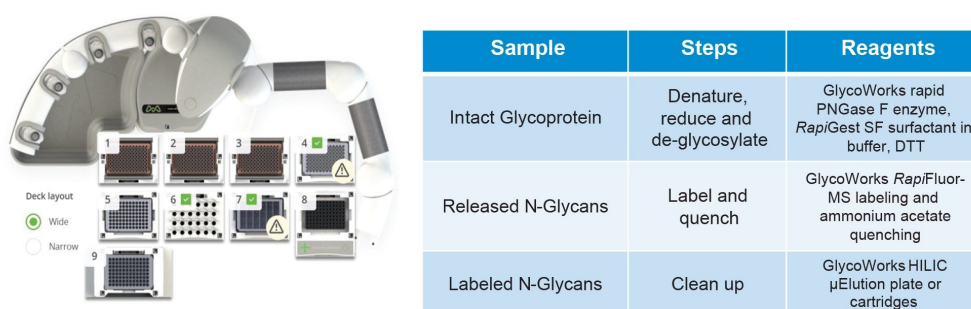 1
2
3
4
Deck layout
Wide
Narrow
5
6
7
8
9
Sample Steps Reagents
Intact Glycoprotein
Denature,
reduce and
de-glycosylate
GlycoWorks rapid
PNGase F enzyme,
RapiGest SF surfactant in
buffer, DTT
Released N-Glycans
Label and
quench
GlycoWorks RapiFluor-
MS labeling and
ammonium acetate
quenching
Labeled N-Glycans
Clean up
GlycoWorks HILIC
µElution plate or
cartridges